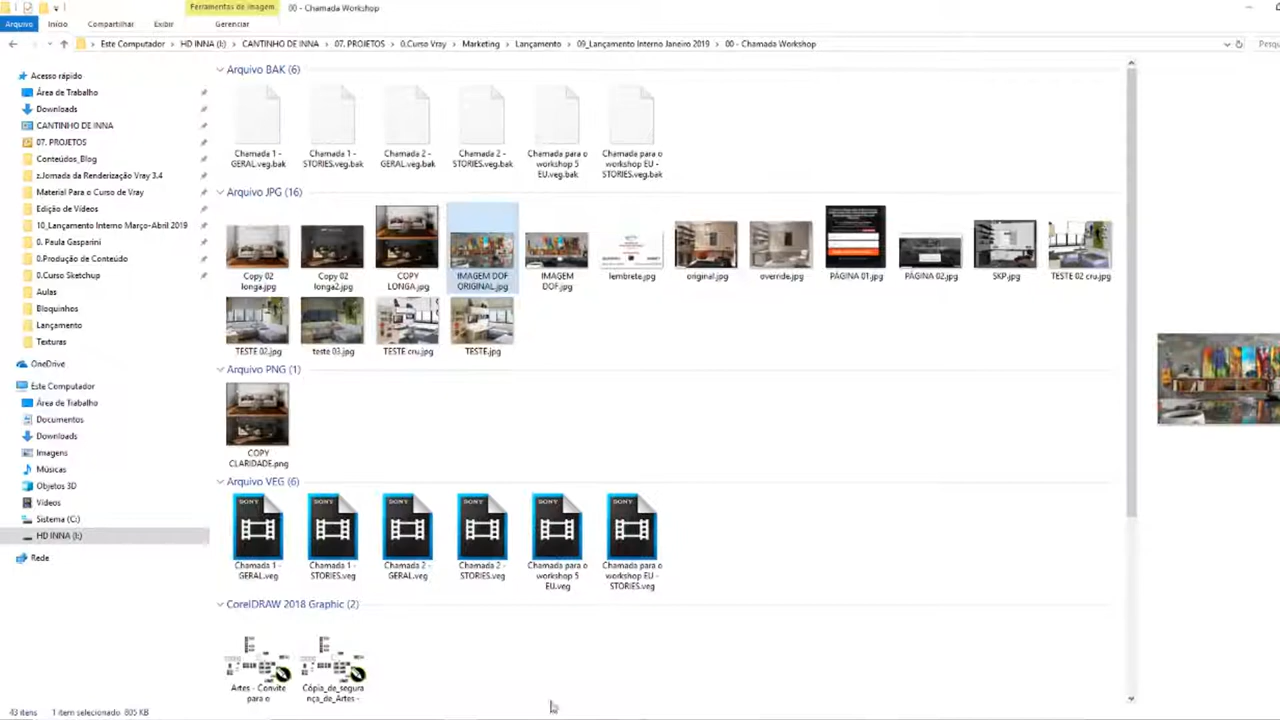 Ferramentas de Imagem
00 - Chamada Workshop
Arquivo
Início
Compartilhar
Exibir
Gerenciar
Este Computador
HD INNA (I:)
CANTINHO DE INNA
07. PROJETOS
0.Curso Vray
Marketing
Lançamento
09_Lançamento Interno Janeiro 2019
00 - Chamada Workshop
Pesqu
Acesso rápido
Área de Trabalho
Downloads
CANTINHO DE INNA
07. PROJETOS
Conteúdos_Blog
z.Jornada da Renderização Vray 3.4
Material Para o Curso de Vray
Edição de Vídeos
10_Lançamento Interno Março-Abril 2019
0. Paula Gasparini
0.Produção de Conteúdo
0.Curso Sketchup
Aulas
Bloquinhos
Lançamento
Texturas
OneDrive
Este Computador
Área de Trabalho
Documentos
Downloads
Imagens
Músicas
Objetos 3D
Vídeos
Sistema (C:)
HD INNA (I:)
Rede
Arquivo BAK (6)
Chamada 1 -
GERAL.veg.bak
Chamada 1 -
STORIES.veg.bak
Chamada 2 -
GERAL.veg.bak
Chamada 2 -
STORIES.veg.bak
Chamada para o
workshop 5
EU.veg.bak
Chamada para o
workshop EU -
STORIES.veg.bak
Arquivo JPG (16)
Copy 02
longa.jpg
Copy 02
longa2.jpg
COPY
LONGA.jpg
IMAGEM DOF
ORIGINAL.jpg
IMAGEM
DOF.jpg
lembrete.jpg
original.jpg
override.jpg
PÁGINA 01.jpg
PÁGINA 02.jpg
SKP.jpg
TESTE 02 cru.jpg
TESTE 02.jpg
teste 03.jpg
TESTE cru.jpg
TESTE.jpg
Arquivo PNG (1)
COPY
CLARIDADE.png
Arquivo VEG (6)
SONY
SONY
SONY
SONY
SONY
SONY
Chamada 1 -
GERAL.veg
Chamada 1 -
STORIES.veg
Chamada 2 -
GERAL.veg
Chamada 2 -
STORIES.veg
Chamada para o
workshop 5
EU.veg
Chamada para o
workshop EU -
STORIES.veg
CorelDRAW 2018 Graphic (2)
Artes - Convite
para o
Cópia_de_segura
nça_de_Artes -
43 itens
1 item selecionado 805 KB